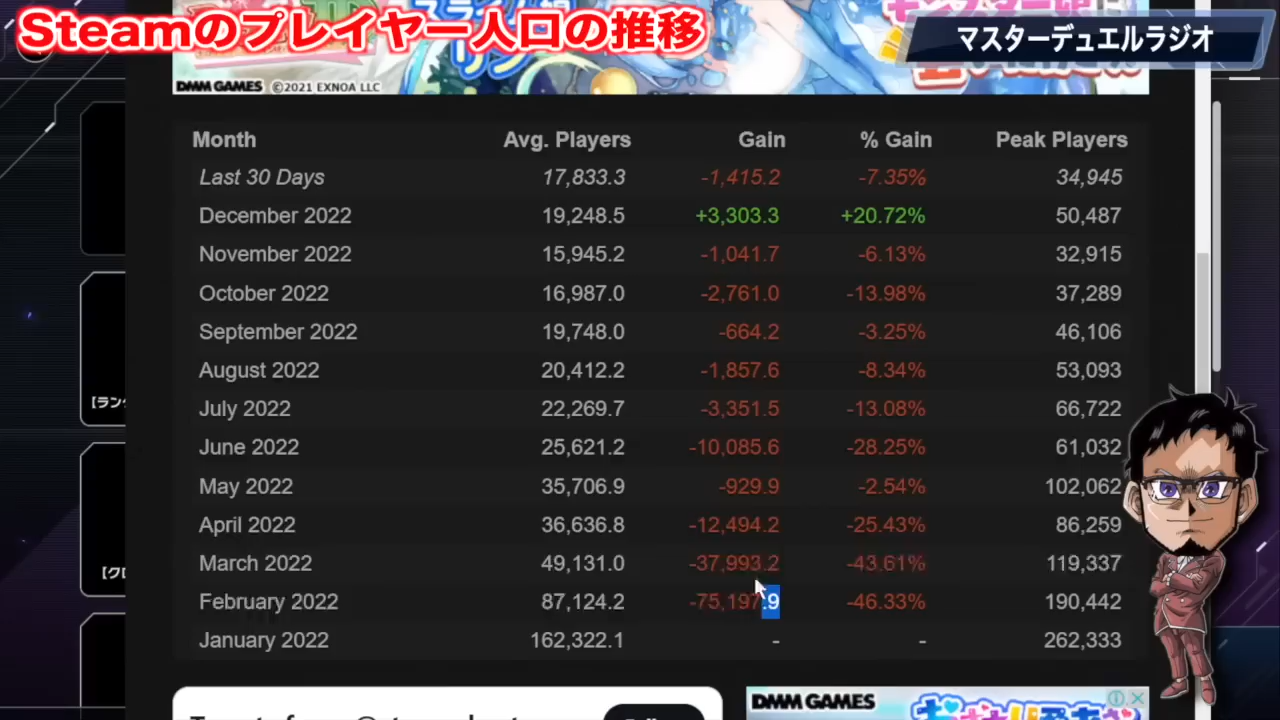 Steamのプレイヤー人口の推移
マスターデュエルラジオ
DMM GAMES ©2021 EXNOA LLC
Month Avg. Players Gain % Gain Peak Players
Last 30 Days 17,833.3 -1,415.2 -7.35% 34,945
December 2022 19,248.5 +3,303.3 +20.72% 50,487
November 2022 15,945.2 -1,041.7 -6.13% 32,915
October 2022 16,987.0 -2,761.0 -13.98% 37,289
September 2022 19,748.0 -664.2 -3.25% 46,106
August 2022 20,412.2 -1,857.6 -8.34% 53,093
July 2022 22,269.7 -3,351.5 -13.08% 66,722
June 2022 25,621.2 -10,085.6 -28.25% 61,032
May 2022 35,706.9 -929.9 -2.54% 102,062
April 2022 36,636.8 -12,494.2 -25.43% 86,259
March 2022 49,131.0 -37,993.2 -43.61% 119,337
February 2022 87,124.2 -75,197.9 -46.33% 190,442
January 2022 162,322.1 - - 262,333
【ラン
【ク
DMM GAMES